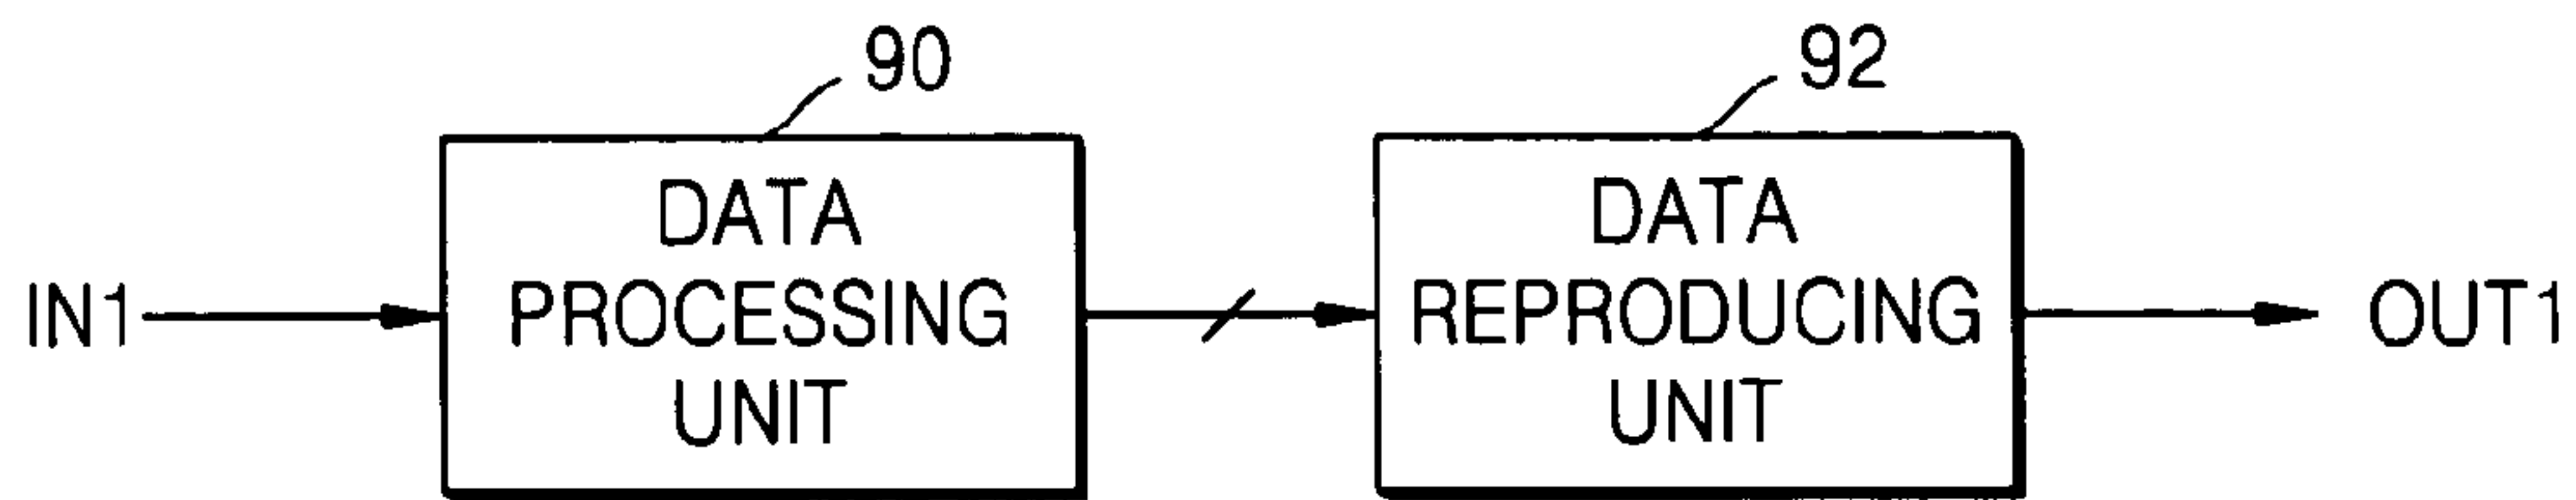 90
92
IN1
DATA
PROCESSING
UNIT
DATA
REPRODUCING
UNIT
OUT1